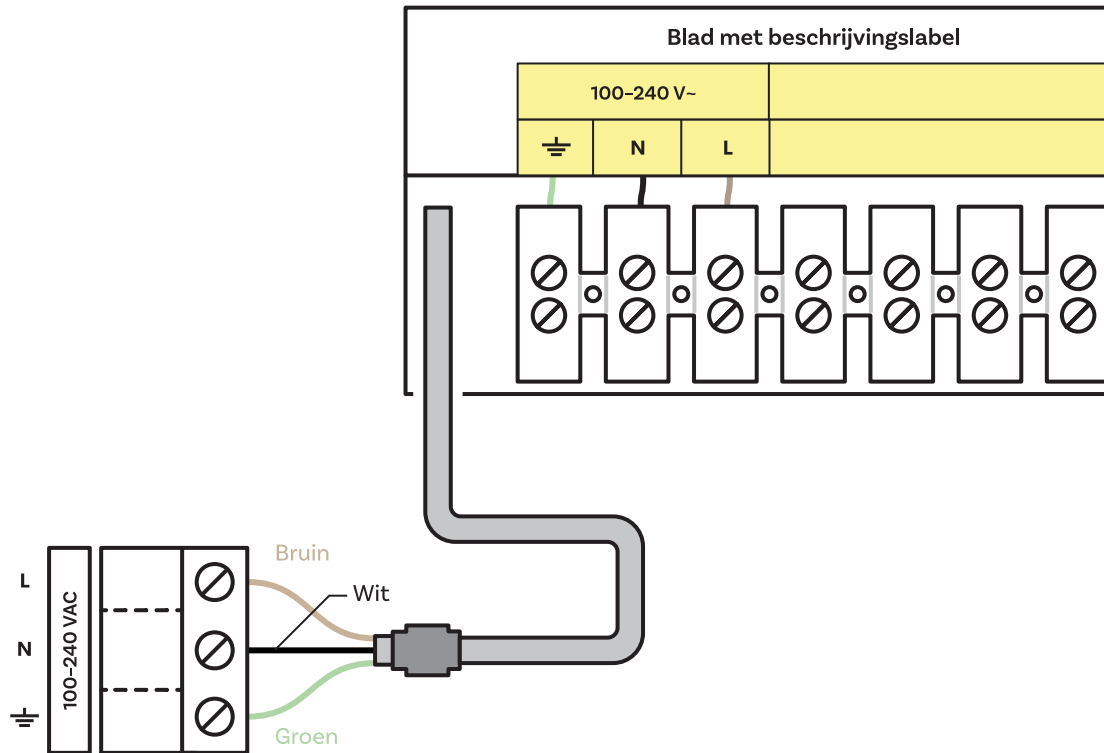 Blad met beschrijvingslabel
100–240 V~
N L
Bruin
L
Wit
N
100–240 VAC
Groen